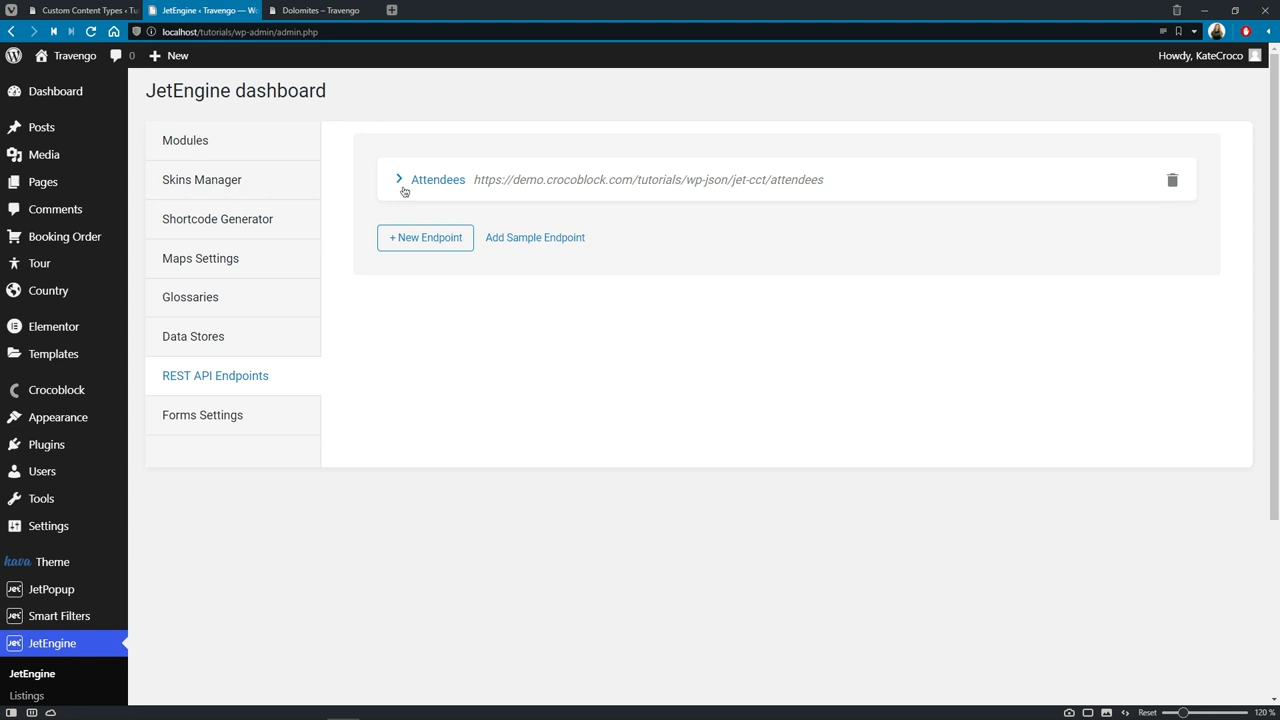 Custom Content Types ‹ Tu
JetEngine ‹ Travengo — Wo
Dolomites – Travengo
localhost/tutorials/wp-admin/admin.php
Travengo
0
New
Howdy, KateCroco
Dashboard
Posts
Media
Pages
Comments
Booking Order
Tour
Country
Elementor
Templates
Crocoblock
Appearance
Plugins
Users
Tools
Settings
kava Theme
JetPopup
Smart Filters
JetEngine
JetEngine
Listings
JetEngine dashboard
Modules
Skins Manager
Shortcode Generator
Maps Settings
Glossaries
Data Stores
REST API Endpoints
Forms Settings
Attendees https://demo.crocoblock.com/tutorials/wp-json/jet-cct/attendees
+ New Endpoint
Add Sample Endpoint
Reset
120 %